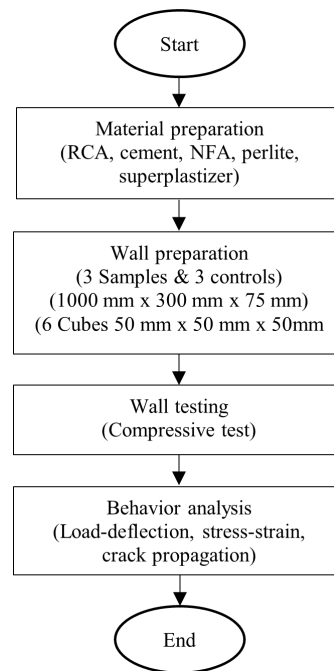 Start
Material preparation
(RCA, cement, NFA, perlite,
superplastizer)
Wall preparation
(3 Samples & 3 controls)
(1000 mm x 300 mm x 75 mm)
(6 Cubes 50 mm x 50 mm x 50mm
Wall testing
(Compressive test)
Behavior analysis
(Load-deflection, stress-strain,
crack propagation)
End